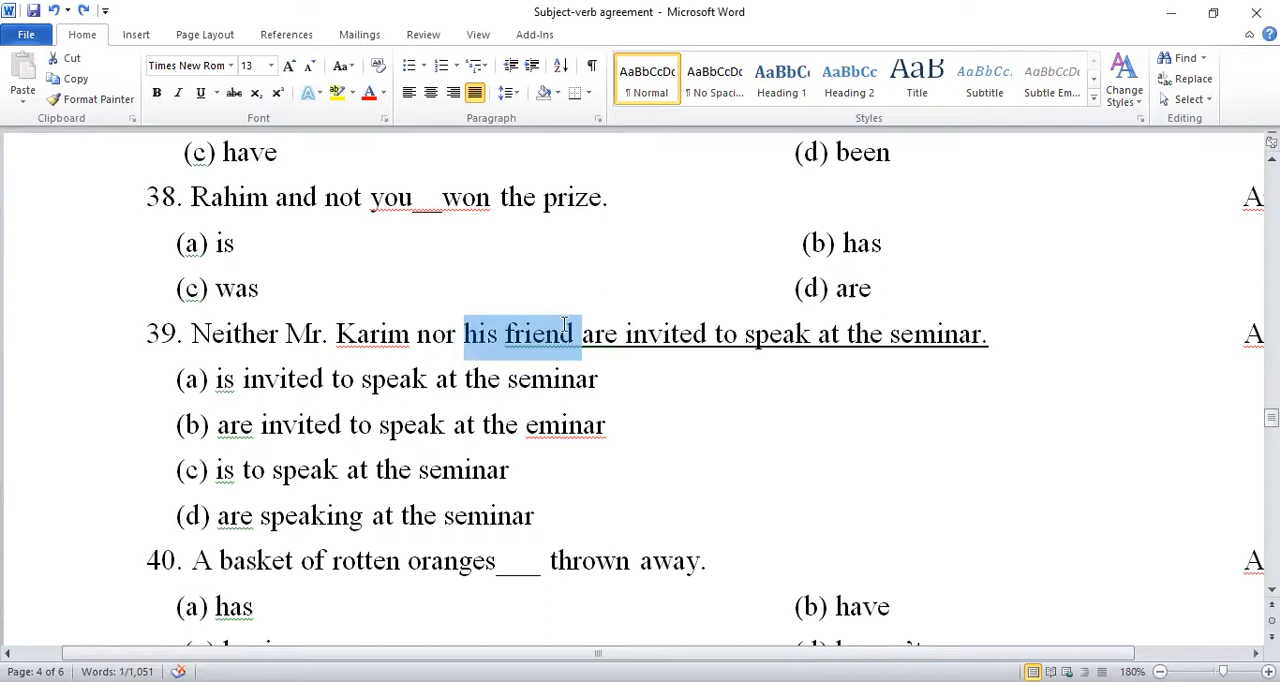 Subject-verb agreement - Microsoft Word
File Home Insert Page Layout References Mailings Review View Add-Ins
Paste
Cut
Copy
Format Painter
Clipboard
Times New Rom 13
Font
Paragraph
AaBbCcDc AaBbCcDc AaBbC AaBbCc AaB AaBbCc. AaBbCcDc
¶ Normal ¶ No Spaci... Heading 1 Heading 2 Title Subtitle Subtle Em...
Styles
Change Styles
Find
Replace
Select
Editing
(c) have (d) been
38. Rahim and not you__won the prize. A
(a) is (b) has
(c) was (d) are
39. Neither Mr. Karim nor his friend are invited to speak at the seminar. A
(a) is invited to speak at the seminar
(b) are invited to speak at the eminar
(c) is to speak at the seminar
(d) are speaking at the seminar
40. A basket of rotten oranges___ thrown away. A
(a) has (b) have
Page: 4 of 6 Words: 1/1,051 180%